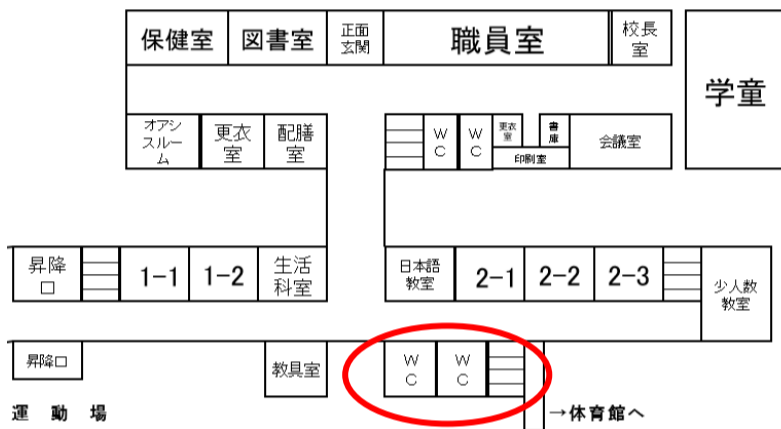 保健室
図書室
正面
玄関
職員室
校長
室
学童
オアシ
スルー
ム
更衣
室
配膳
室
W
C
W
C
更衣
室
書
庫
印刷室
会議室
昇降
口
1-1
1-2
生活
科室
日本語
教室
2-1
2-2
2-3
少人数
教室
昇降口
教具室
W
C
W
C
運動場
→体育館へ